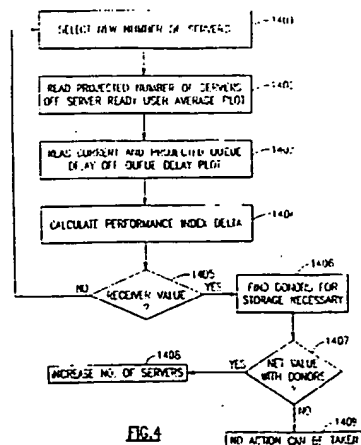 SELECT NEW NUMBER OF SERVERS
1401
READ PROJECTED NUMBER OF SERVERS
OFF SERVER READY USER AVERAGE PLOT
1402
READ CURRENT AND PROJECTED QUEUE
DELAY OFF QUEUE DELAY PLOT
1403
CALCULATE PERFORMANCE INDEX DELTA
1404
1405
NO
RECEIVER VALUE
?
YES
1406
FIND DONORS FOR
STORAGE NECESSARY
1407
NET VALUE
WITH DONORS
?
YES
1408
INCREASE NO. OF SERVERS
NO
1409
NO ACTION CAN BE TAKEN
FIG.4